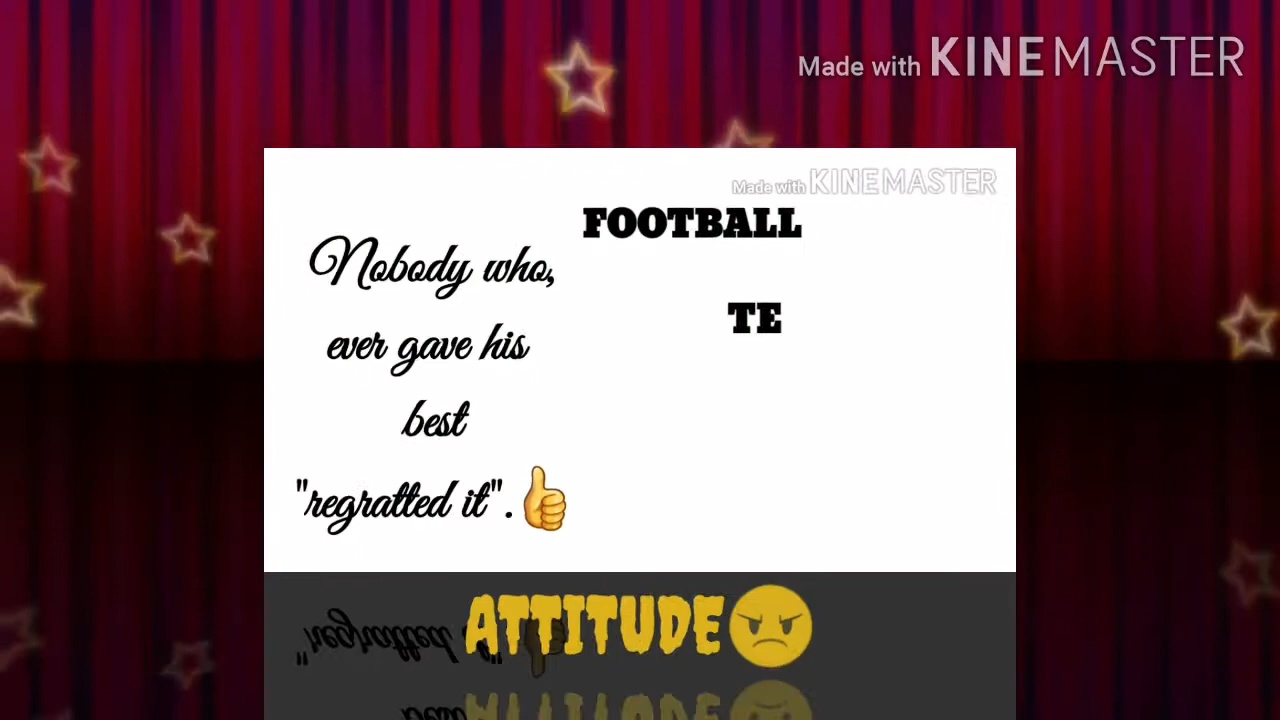 Made with KINEMASTER
Made with KINEMASTER
FOOTBALL
TE
Nobody who,
ever gave his
best
"regratted it".👍
ATTITUDE😠